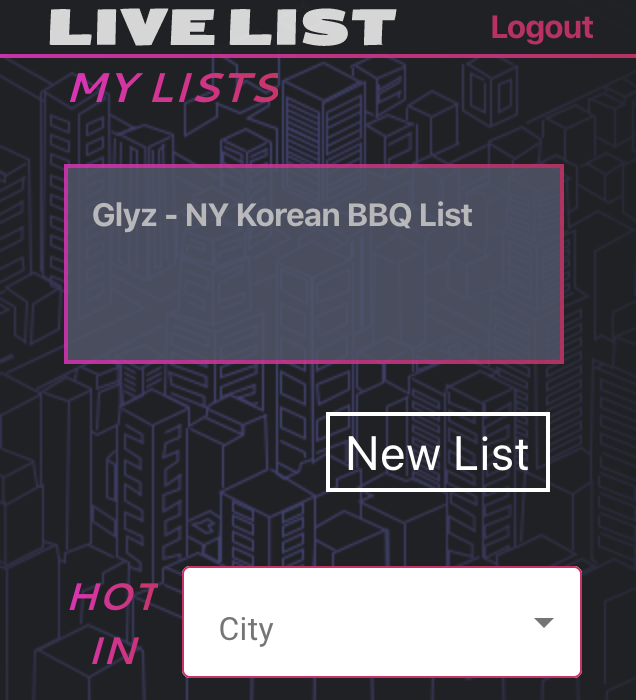 LIVE LIST
Logout
MY LISTS
Glyz - NY Korean BBQ List
New List
HOT
IN
City